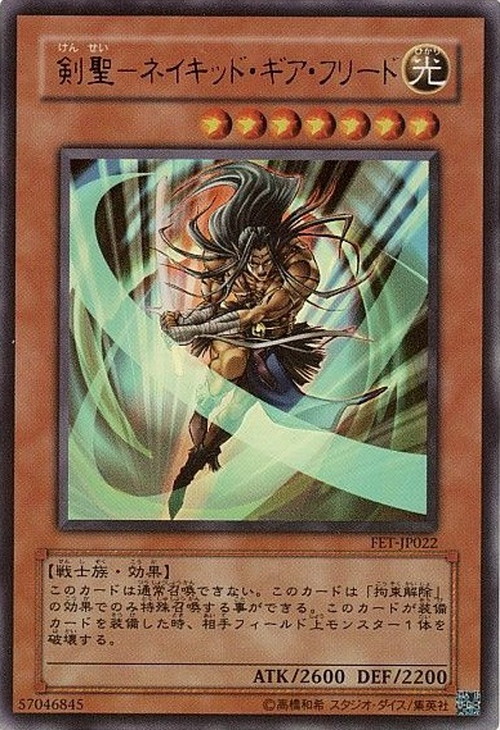 けん せい
剣聖－ネイキッド・ギア・フリード
ひかり
光
FET-JP022
【戦士族・効果】
このカードは通常召喚できない。このカードは「拘束解除」
の効果でのみ特殊召喚する事ができる。このカードが装備
カードを装備した時、相手フィールド上モンスター１体を
破壊する。
ATK/2600 DEF/2200
57046845
©高橋和希 スタジオ・ダイス/集英社